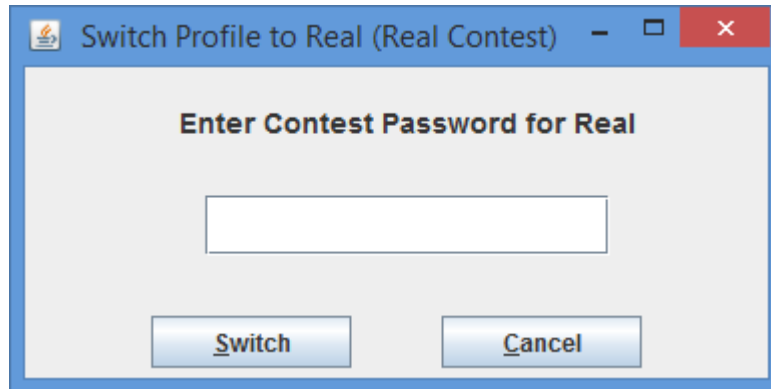 Switch Profile to Real (Real Contest)
Enter Contest Password for Real
Switch
Cancel